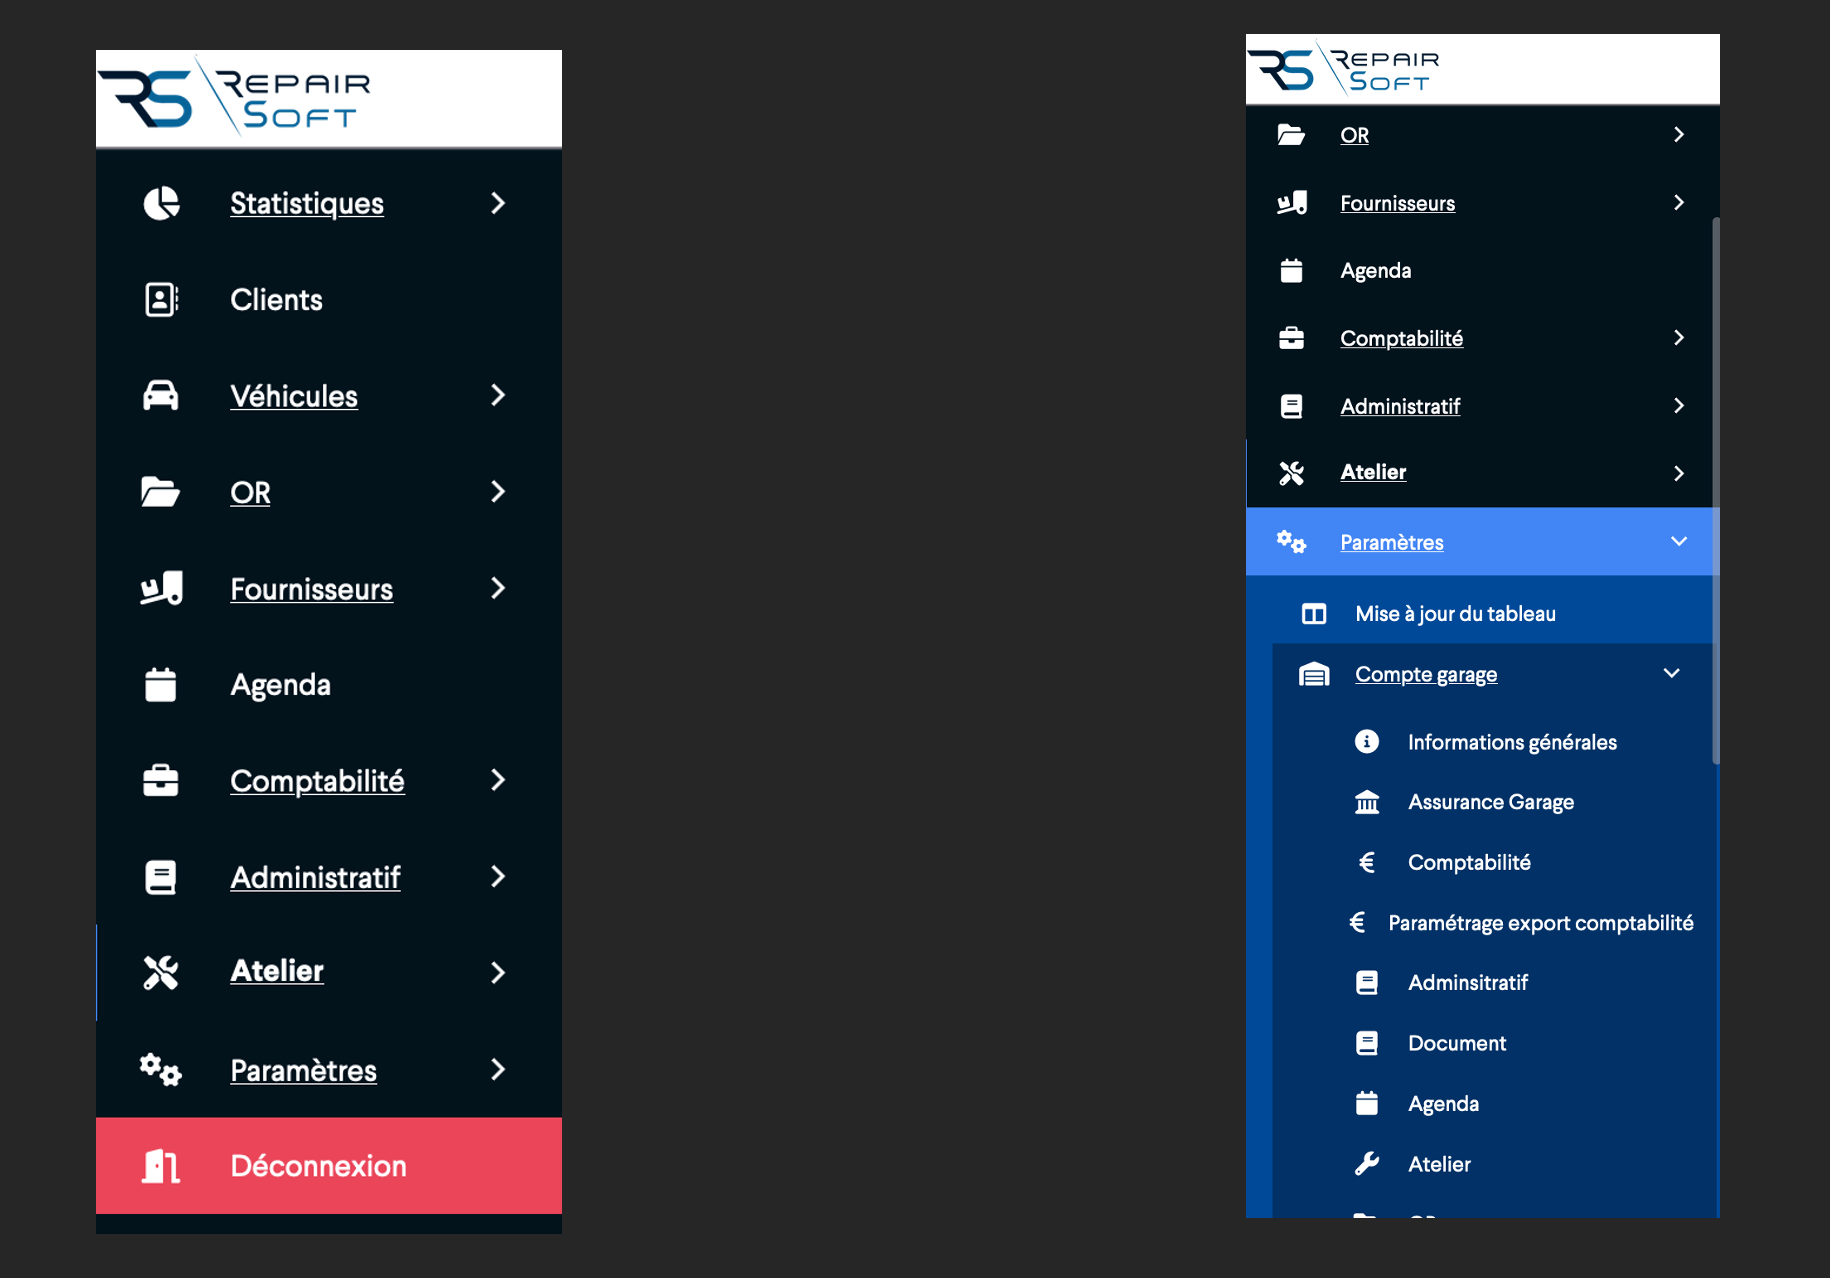 RS REPAIR
SOFT
Statistiques
Clients
Véhicules
OR
Fournisseurs
Agenda
Comptabilité
Administratif
Atelier
Paramètres
Déconnexion
RS REPAIR
SOFT
OR
Fournisseurs
Agenda
Comptabilité
Administratif
Atelier
Paramètres
Mise à jour du tableau
Compte garage
Informations générales
Assurance Garage
€ Comptabilité
€ Paramétrage export comptabilité
Adminsitratif
Document
Agenda
Atelier